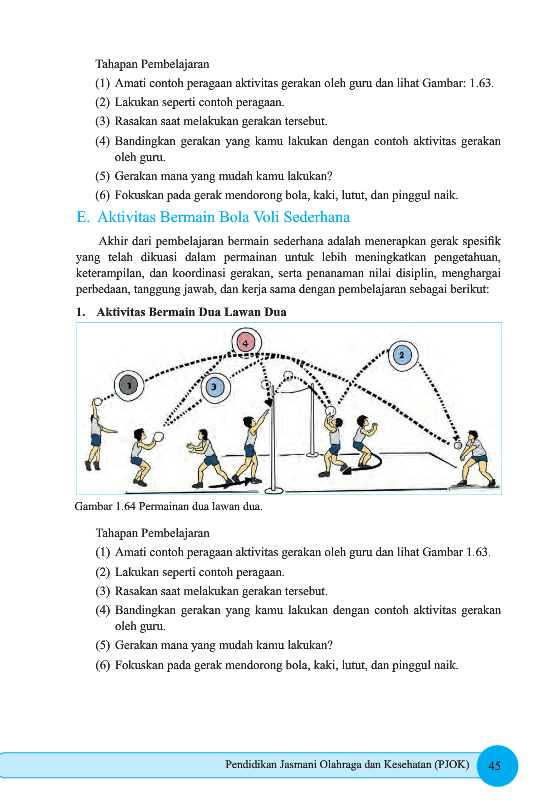 Tahapan Pembelajaran
(1) Amati contoh peragaan aktivitas gerakan oleh guru dan lihat Gambar: 1.63.
(2) Lakukan seperti contoh peragaan.
(3) Rasakan saat melakukan gerakan tersebut.
(4) Bandingkan gerakan yang kamu lakukan dengan contoh aktivitas gerakan
oleh guru.
(5) Gerakan mana yang mudah kamu lakukan?
(6) Fokuskan pada gerak mendorong bola, kaki, lutut, dan pinggul naik.
E. Aktivitas Bermain Bola Voli Sederhana
Akhir dari pembelajaran bermain sederhana adalah menerapkan gerak spesifik
yang telah dikuasi dalam permainan untuk lebih meningkatkan pengetahuan,
keterampilan, dan koordinasi gerakan, serta penanaman nilai disiplin, menghargai
perbedaan, tanggung jawab, dan kerja sama dengan pembelajaran sebagai berikut:
1. Aktivitas Bermain Dua Lawan Dua
4
2
1
3
Gambar 1.64 Permainan dua lawan dua.
Tahapan Pembelajaran
(1) Amati contoh peragaan aktivitas gerakan oleh guru dan lihat Gambar 1.63.
(2) Lakukan seperti contoh peragaan.
(3) Rasakan saat melakukan gerakan tersebut.
(4) Bandingkan gerakan yang kamu lakukan dengan contoh aktivitas gerakan
oleh guru.
(5) Gerakan mana yang mudah kamu lakukan?
(6) Fokuskan pada gerak mendorong bola, kaki, lutut, dan pinggul naik.
Pendidikan Jasmani Olahraga dan Kesehatan (PJOK) 45